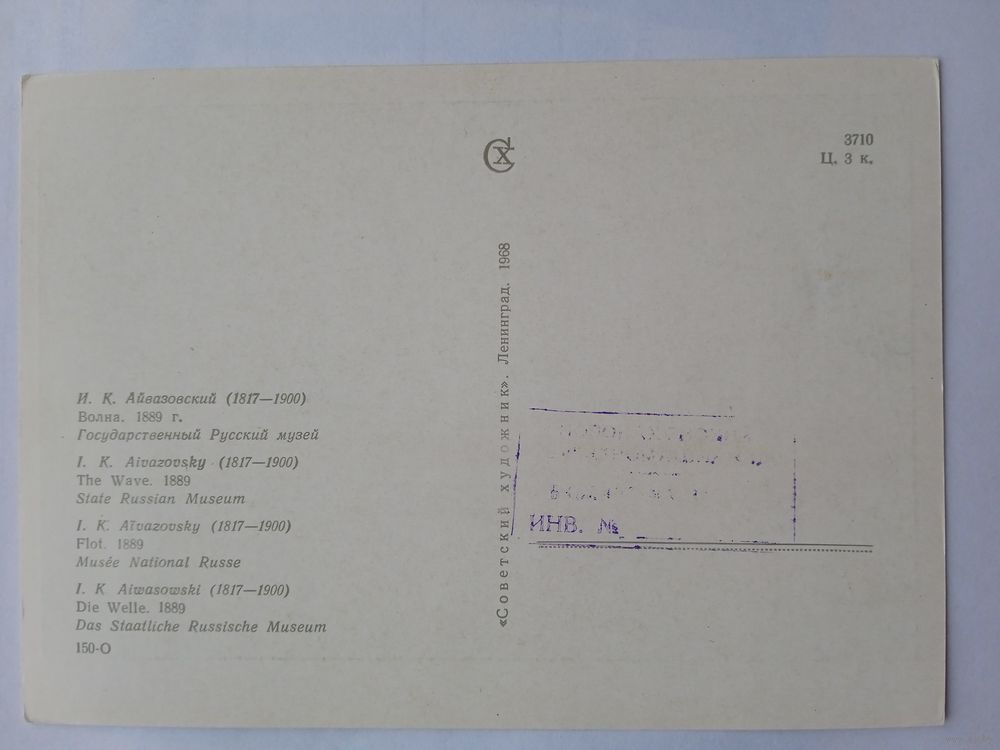 СХ
3710
Ц. 3 к.
«Советский художник». Ленинград. 1968
И. К. Айвазовский (1817—1900)
Волна. 1889 г.
Государственный Русский музей
I. K. Aivazovsky (1817—1900)
The Wave. 1889
State Russian Museum
I. K. Aïvazovsky (1817—1900)
Flot. 1889
Musée National Russe
I. K Aiwasowski (1817—1900)
Die Welle. 1889
Das Staatliche Russische Museum
150-О
ИНВ. №